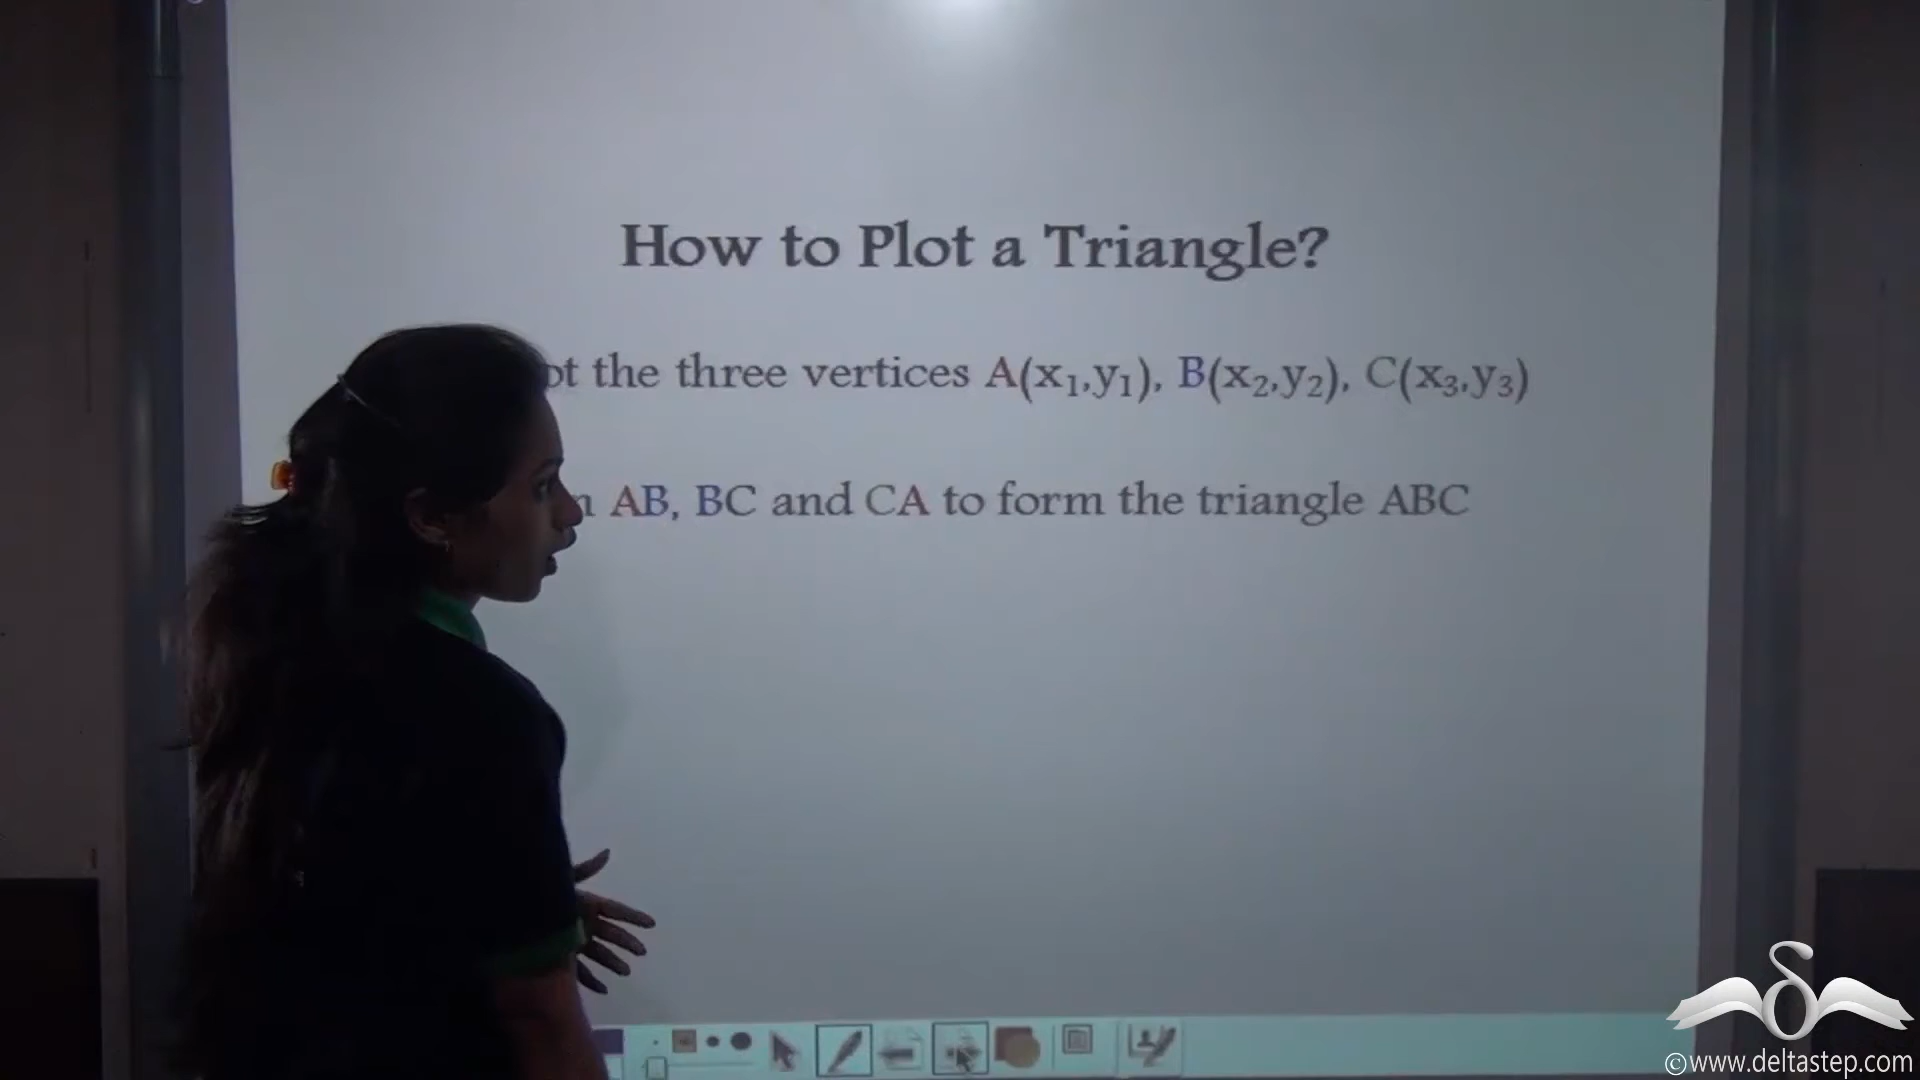 How to Plot a Triangle?
the three vertices A(x₁,y₁), B(x₂,y₂), C(x₃,y₃)
AB, BC and CA to form the triangle ABC
©www.deltastep.com